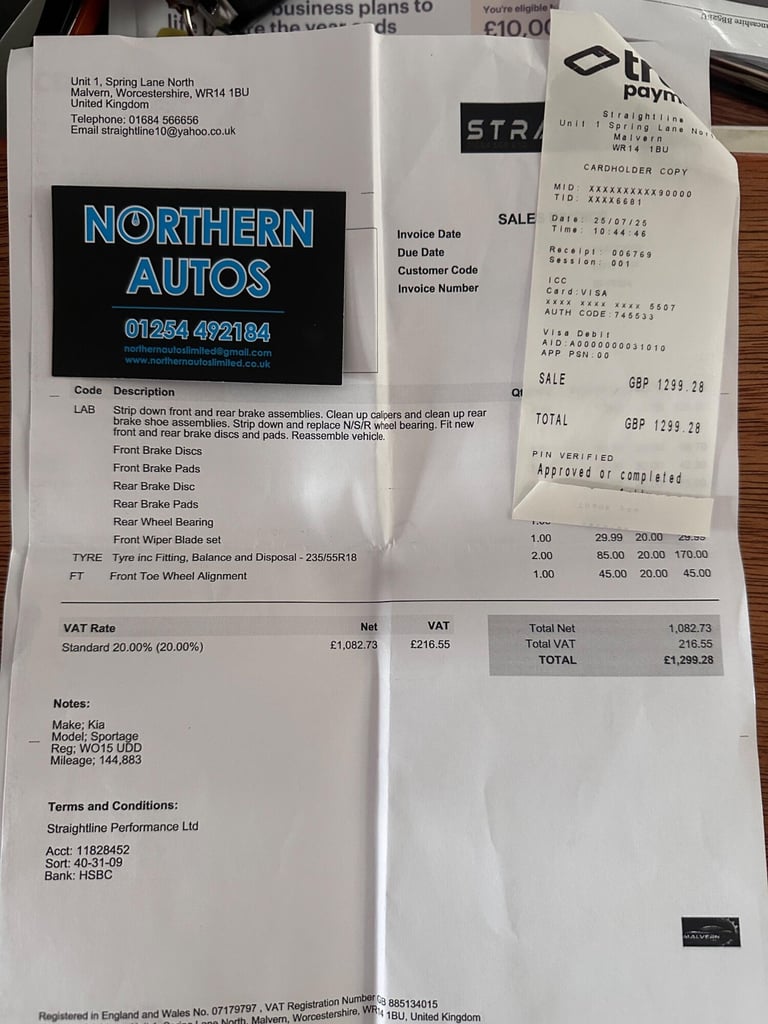 business plans to
You're eligible
£10,00
Unit 1, Spring Lane North
Malvern, Worcestershire, WR14 1BU
United Kingdom
Telephone: 01684 566656
Email straightline10@yahoo.co.uk
STRA
NORTHERN
AUTOS
01254 492184
northernautoslimited@gmail.com
www.northernautoslimited.co.uk
SALE
Invoice Date
Due Date
Customer Code
Invoice Number
paym
Straightline
Unit 1 Spring Lane Nor
Malvern
WR14 1BU
CARDHOLDER COPY
MID: XXXXXXXXXX90000
TID: XXXX6681
Date: 25/07/25
Time: 10:44:46
Receipt: 006769
Session: 001
ICC
Card:VISA
xxxx xxxx xxxx 5507
AUTH CODE:745533
Visa Debit
AID:A0000000031010
APP PSN:00
SALE GBP 1299.28
TOTAL GBP 1299.28
PIN VERIFIED
Approved or completed
Code Description
LAB Strip down front and rear brake assemblies. Clean up calipers and clean up rear
brake shoe assemblies. Strip down and replace N/S/R wheel bearing. Fit new
front and rear brake discs and pads. Reassemble vehicle.
Front Brake Discs
Front Brake Pads
Rear Brake Disc
Rear Brake Pads
Rear Wheel Bearing
Front Wiper Blade set 1.00 29.99 20.00 29.99
TYRE Tyre inc Fitting, Balance and Disposal - 235/55R18 2.00 85.00 20.00 170.00
FT Front Toe Wheel Alignment 1.00 45.00 20.00 45.00
VAT Rate Net VAT
Standard 20.00% (20.00%) £1,082.73 £216.55
Total Net 1,082.73
Total VAT 216.55
TOTAL £1,299.28
Notes:
Make; Kia
Model; Sportage
Reg; WO15 UDD
Mileage; 144,883
Terms and Conditions:
Straightline Performance Ltd
Acct: 11828452
Sort: 40-31-09
Bank: HSBC
MALVERN
Registered in England and Wales No. 07179797 , VAT Registration Number GB 885134015
Lane North, Malvern, Worcestershire, WR14 1BU, United Kingdom